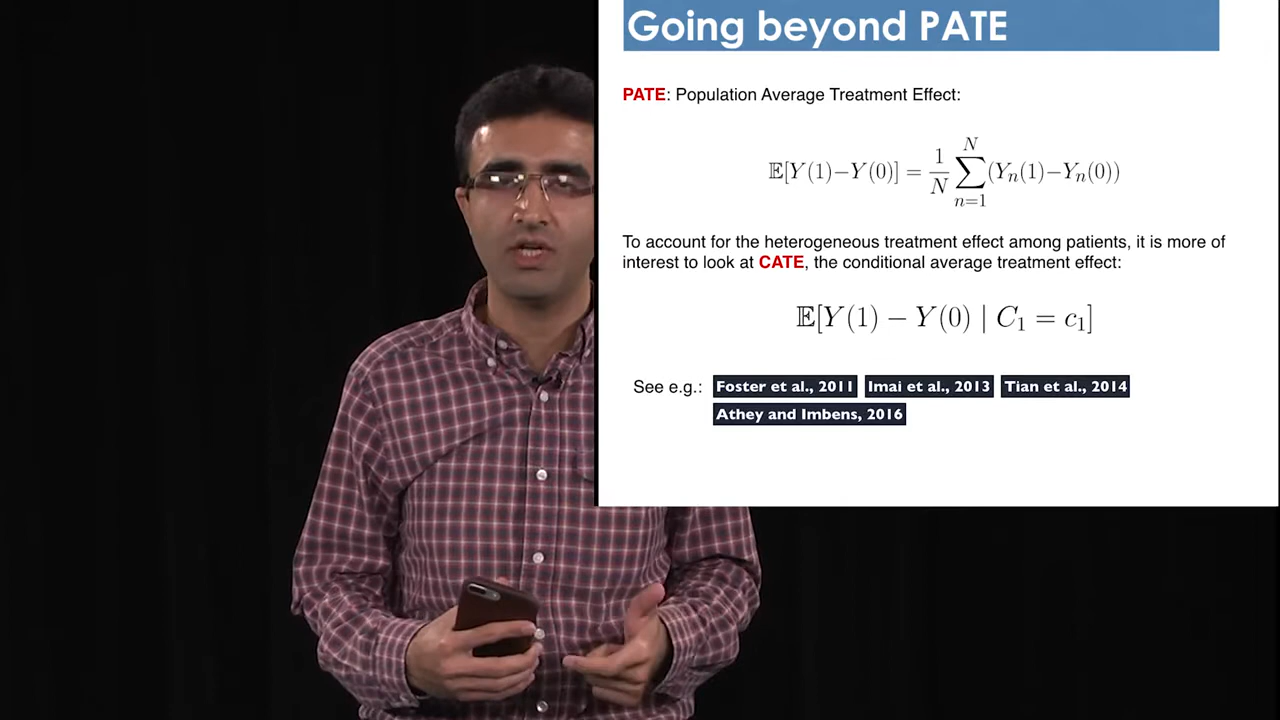 Going beyond PATE
PATE: Population Average Treatment Effect:
𝔼[Y(1)−Y(0)] = 1/N ∑_{n=1}^{N} (Y_n(1)−Y_n(0))
To account for the heterogeneous treatment effect among patients, it is more of
interest to look at CATE, the conditional average treatment effect:
𝔼[Y(1) − Y(0) | C₁ = c₁]
See e.g.: Foster et al., 2011 Imai et al., 2013 Tian et al., 2014
Athey and Imbens, 2016